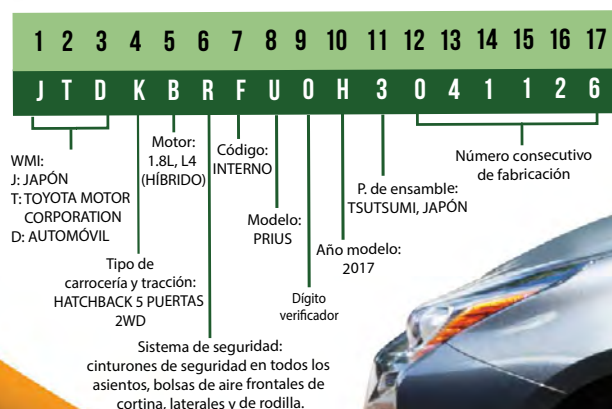 1 2 3 4 5 6 7 8 9 10 11 12 13 14 15 16 17
J T D K B R F U 0 H 3 0 4 1 1 2 6
WMI:
J: JAPÓN
T: TOYOTA MOTOR
CORPORATION
D: AUTOMÓVIL
Tipo de
carrocería y tracción:
HATCHBACK 5 PUERTAS
2WD
Motor:
1.8L, L4
(HÍBRIDO)
Sistema de seguridad:
cinturones de seguridad en todos los
asientos, bolsas de aire frontales de
cortina, laterales y de rodilla.
Código:
INTERNO
Modelo:
PRIUS
Dígito
verificador
Año modelo:
2017
P. de ensamble:
TSUTSUMI, JAPÓN
Número consecutivo
de fabricación